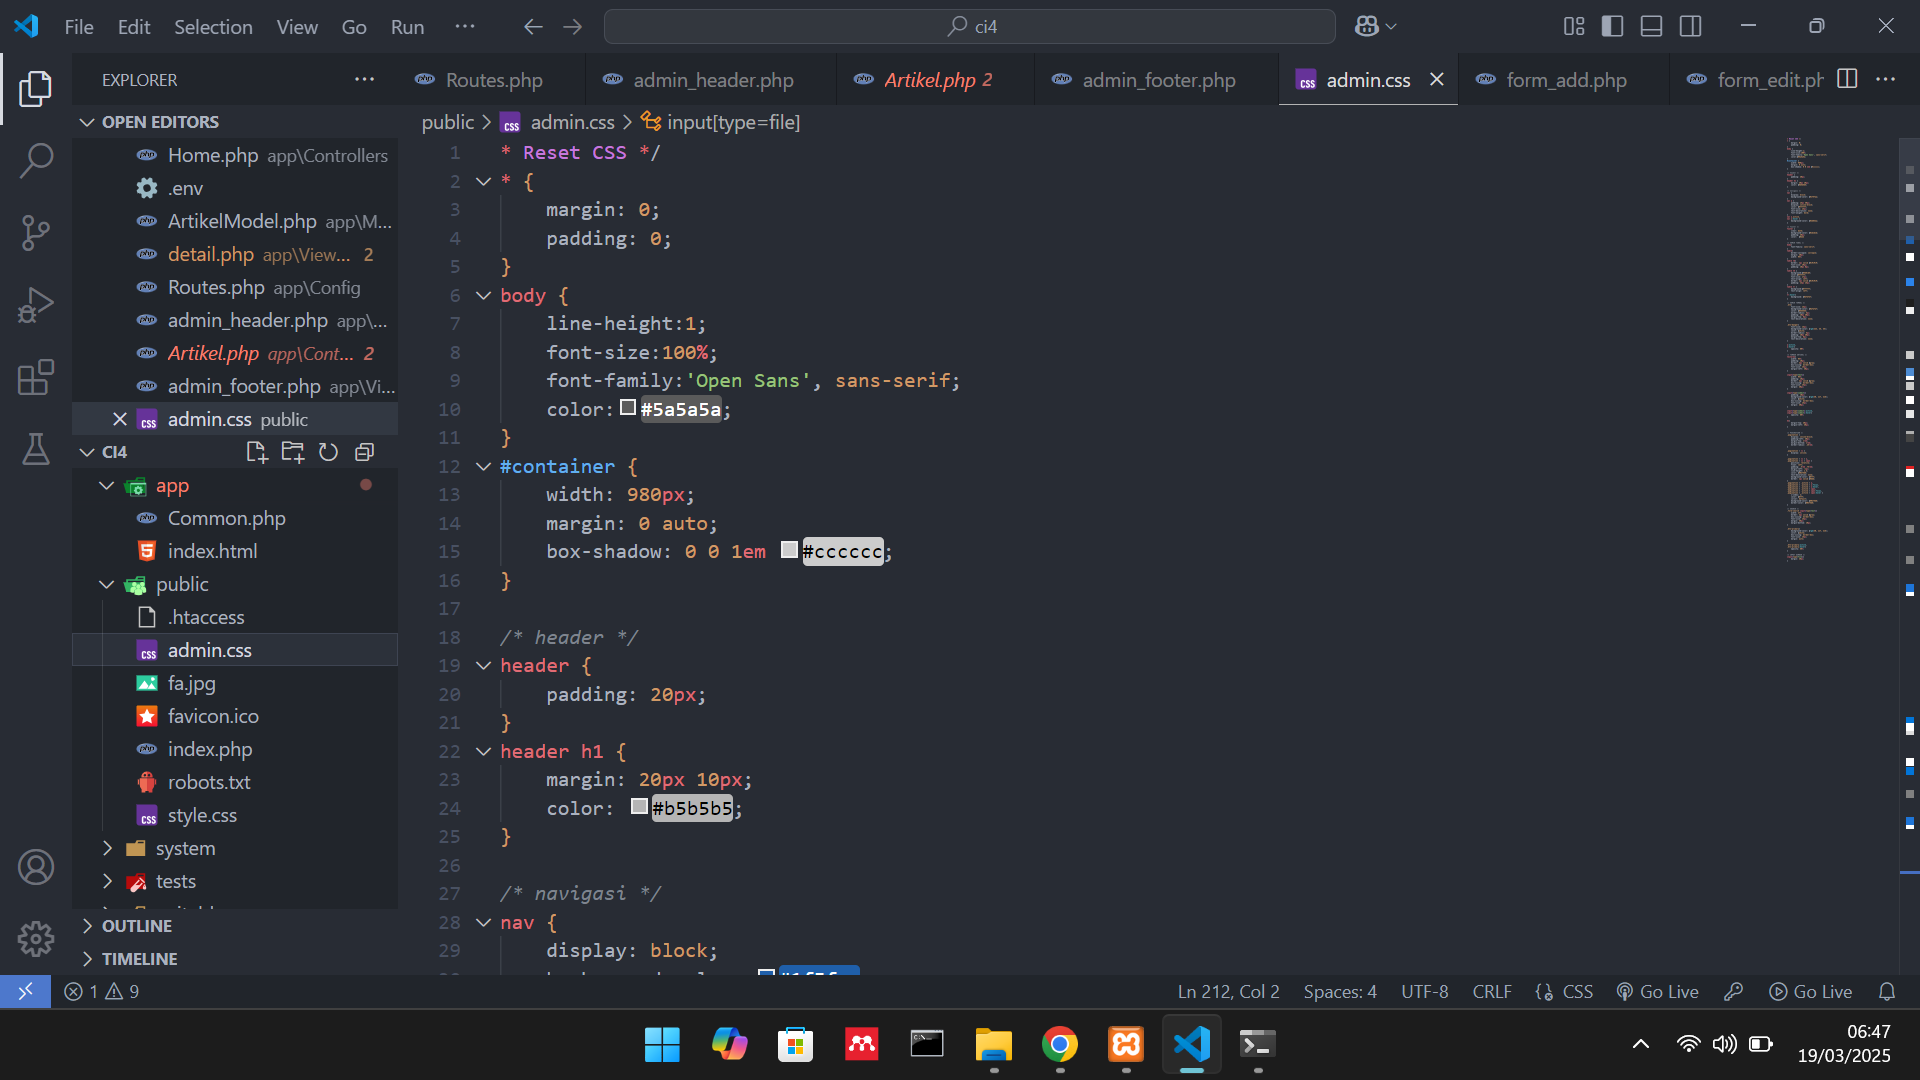 File Edit Selection View Go Run ···
ci4
EXPLORER ···
Routes.php admin_header.php Artikel.php 2 admin_footer.php admin.css form_add.php form_edit.ph
OPEN EDITORS
Home.php app\Controllers
.env
ArtikelModel.php app\M...
detail.php app\View... 2
Routes.php app\Config
admin_header.php app\...
Artikel.php app\Cont... 2
admin_footer.php app\Vi...
admin.css public
CI4
app
Common.php
index.html
public
.htaccess
admin.css
fa.jpg
favicon.ico
index.php
robots.txt
style.css
system
tests
OUTLINE
TIMELINE
public > admin.css > input[type=file]
1 * Reset CSS */
2 * {
3 margin: 0;
4 padding: 0;
5 }
6 body {
7 line-height:1;
8 font-size:100%;
9 font-family:'Open Sans', sans-serif;
10 color:#5a5a5a;
11 }
12 #container {
13 width: 980px;
14 margin: 0 auto;
15 box-shadow: 0 0 1em #cccccc;
16 }
17
18 /* header */
19 header {
20 padding: 20px;
21 }
22 header h1 {
23 margin: 20px 10px;
24 color: #b5b5b5;
25 }
26
27 /* navigasi */
28 nav {
29 display: block;
1 9
Ln 212, Col 2 Spaces: 4 UTF-8 CRLF CSS Go Live Go Live
06:47
19/03/2025